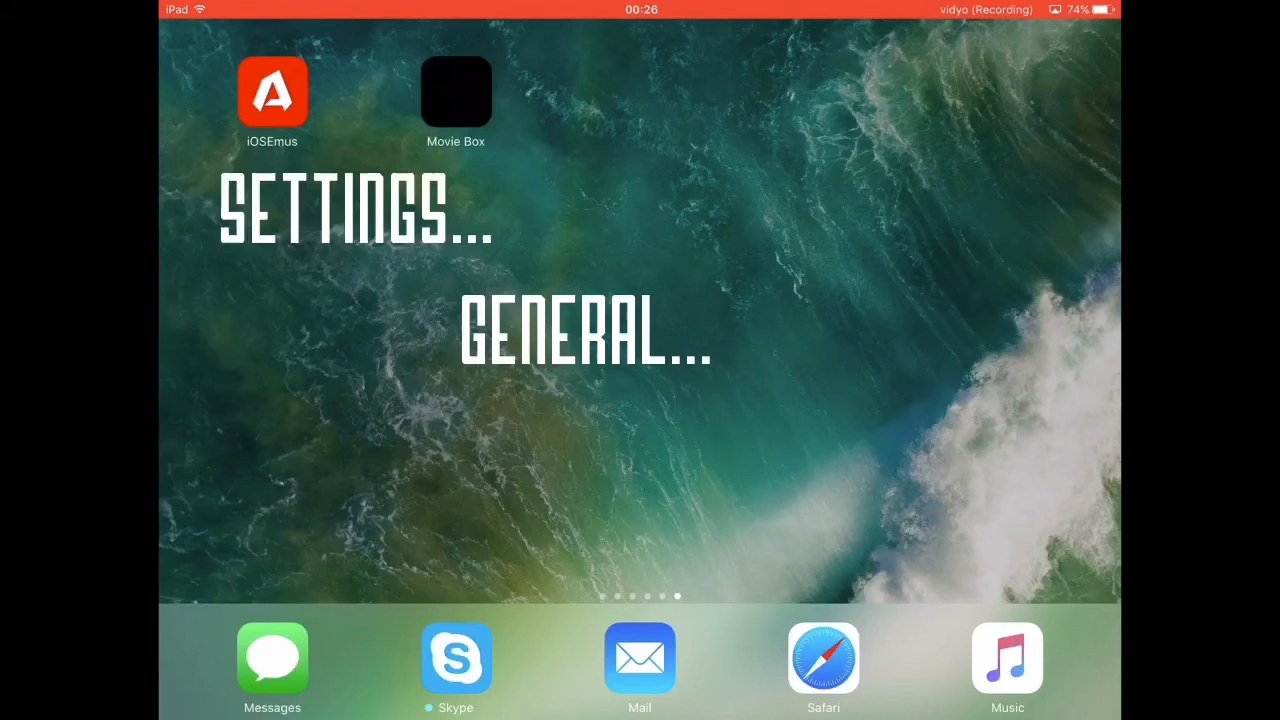 iPad 00:26 vidyo (Recording) 74%
iOSEmus Movie Box
SETTINGS...
GENERAL...
Messages Skype Mail Safari Music